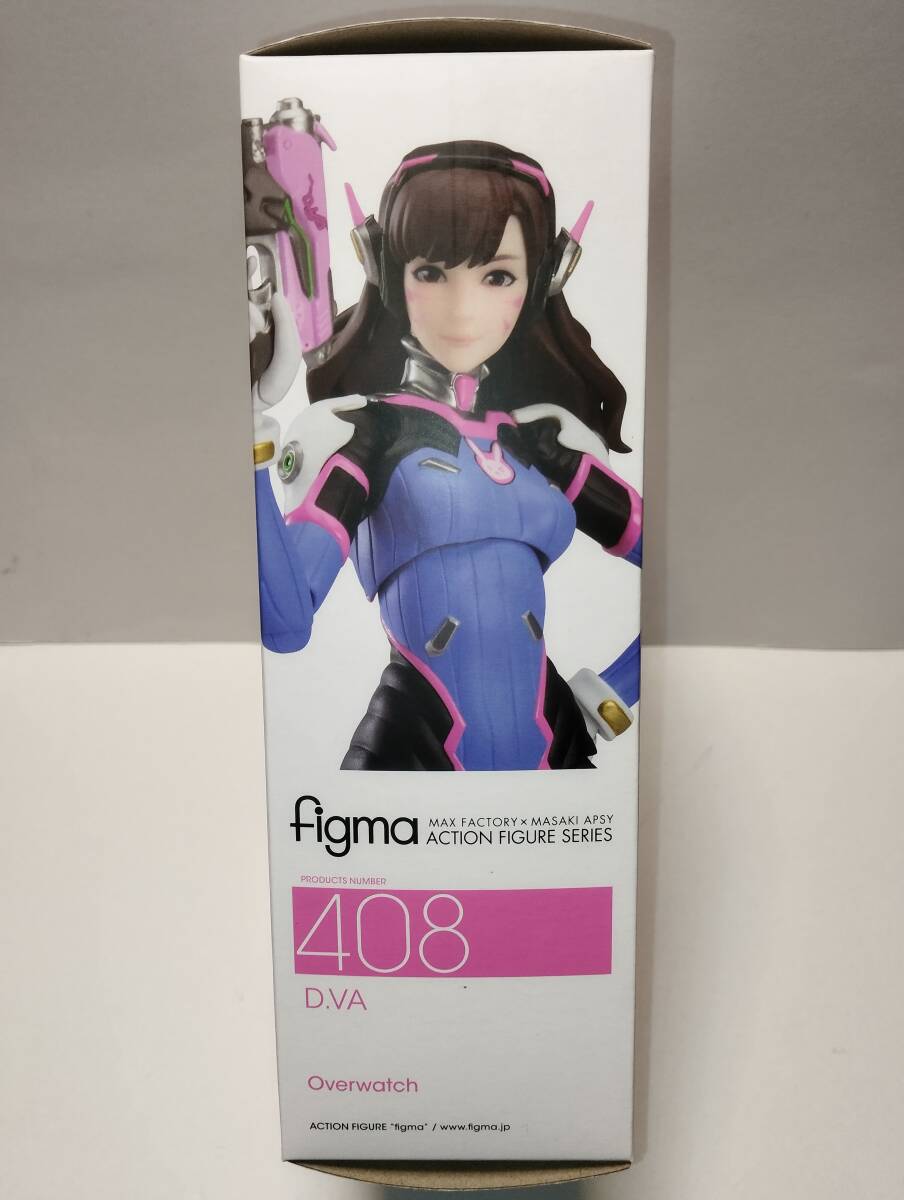 figma
MAX FACTORY × MASAKI APSY
ACTION FIGURE SERIES
PRODUCTS NUMBER
408
D.VA
Overwatch
ACTION FIGURE "figma" / www.figma.jp